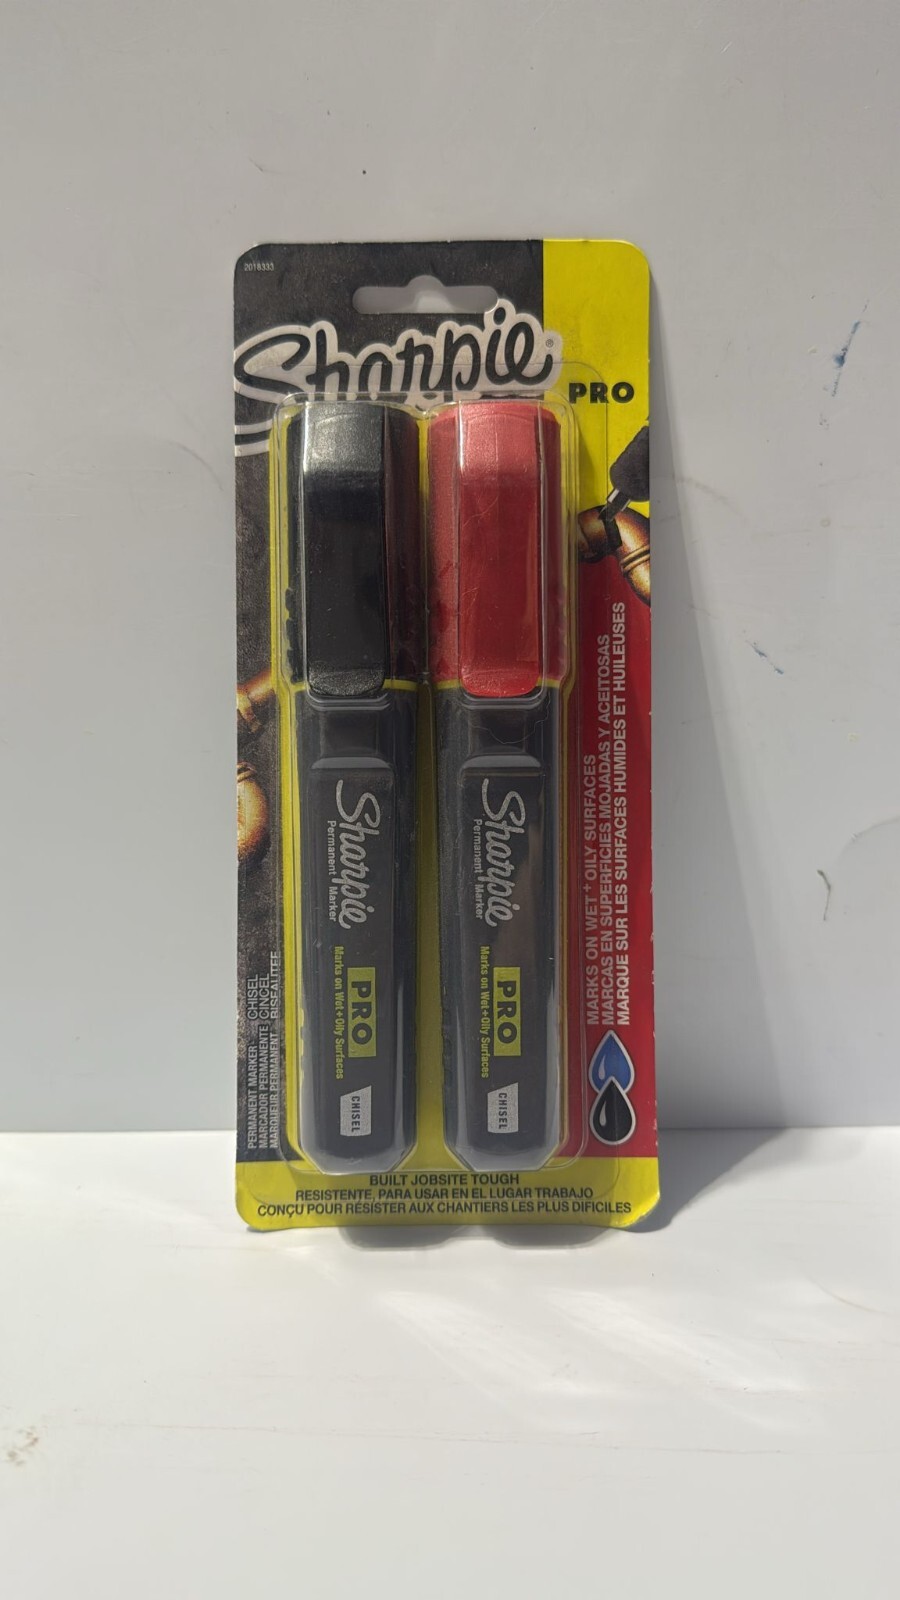 2018333
Sharpie®
PRO
Sharpie
Permanent Marker
PRO
Marks on Wet+Oily Surfaces
CHISEL
Sharpie
Permanent Marker
PRO
Marks on Wet+Oily Surfaces
CHISEL
MARKS ON WET + OILY SURFACES
MARCAS EN SUPERFICIES MOJADAS Y ACEITOSAS
MARQUE SUR LES SURFACES HUMIDES ET HUILEUSES
PERMANENT MARKER - CHISEL
MARCADOR PERMANENTE - CINCEL
MARQUEUR PERMANENT - BISEAUTÉE
BUILT JOBSITE TOUGH
RESISTENTE, PARA USAR EN EL LUGAR TRABAJO
CONÇU POUR RÉSISTER AUX CHANTIERS LES PLUS DIFICILES